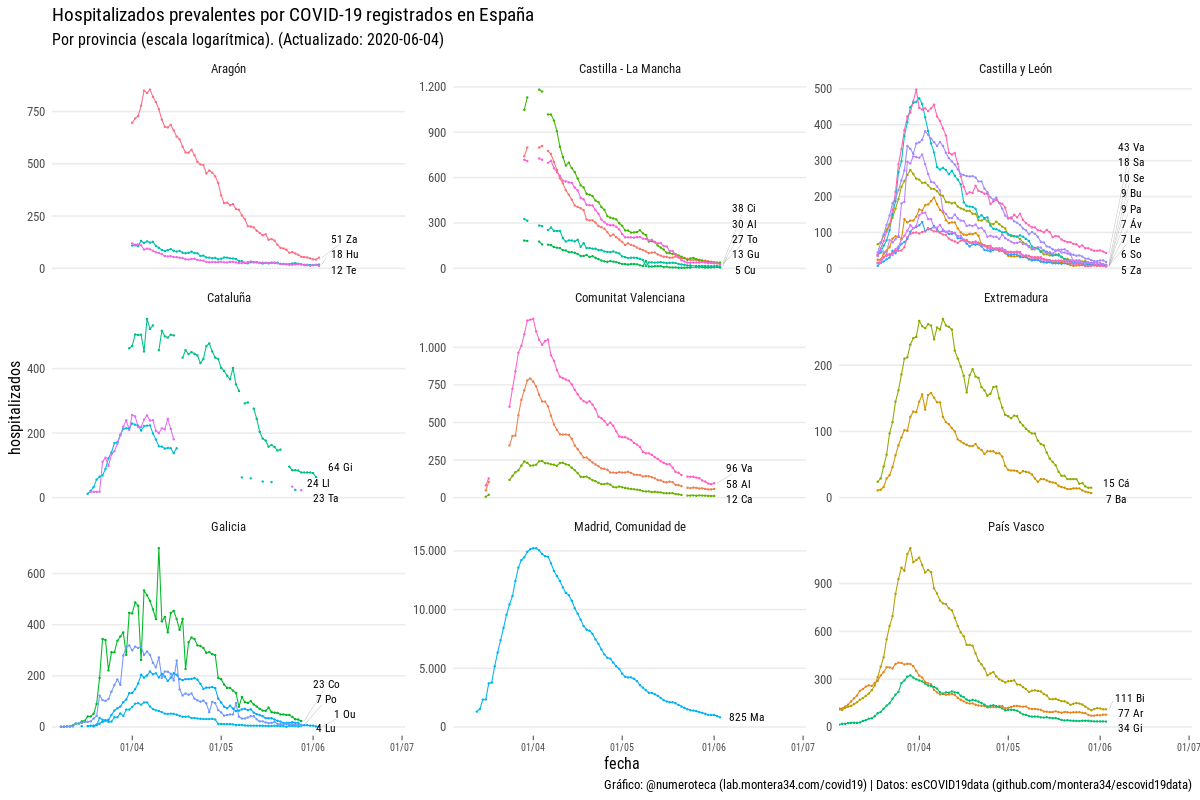 Hospitalizados prevalentes por COVID-19 registrados en España
Por provincia (escala logarítmica). (Actualizado: 2020-06-04)
Aragón
Castilla - La Mancha
Castilla y León
750
500
250
0
51 Za
18 Hu
12 Te
1.200
900
600
300
0
38 Ci
30 Al
27 To
13 Gu
5 Cu
500
400
300
200
100
0
43 Va
18 Sa
10 Se
9 Bu
9 Pa
7 Áv
7 Le
6 So
5 Za
Cataluña
Comunitat Valenciana
Extremadura
400
200
0
64 Gi
24 Ll
23 Ta
1.000
750
500
250
0
96 Va
58 Al
12 Ca
200
100
0
15 Cá
7 Ba
hospitalizados
Galicia
Madrid, Comunidad de
País Vasco
600
400
200
0
23 Co
7 Po
1 Ou
4 Lu
15.000
10.000
5.000
0
825 Ma
900
600
300
0
111 Bi
77 Ar
34 Gi
01/04
01/05
01/06
01/07
01/04
01/05
01/06
01/07
01/04
01/05
01/06
01/07
fecha
Gráfico: @numeroteca (lab.montera34.com/covid19) | Datos: esCOVID19data (github.com/montera34/escovid19data)